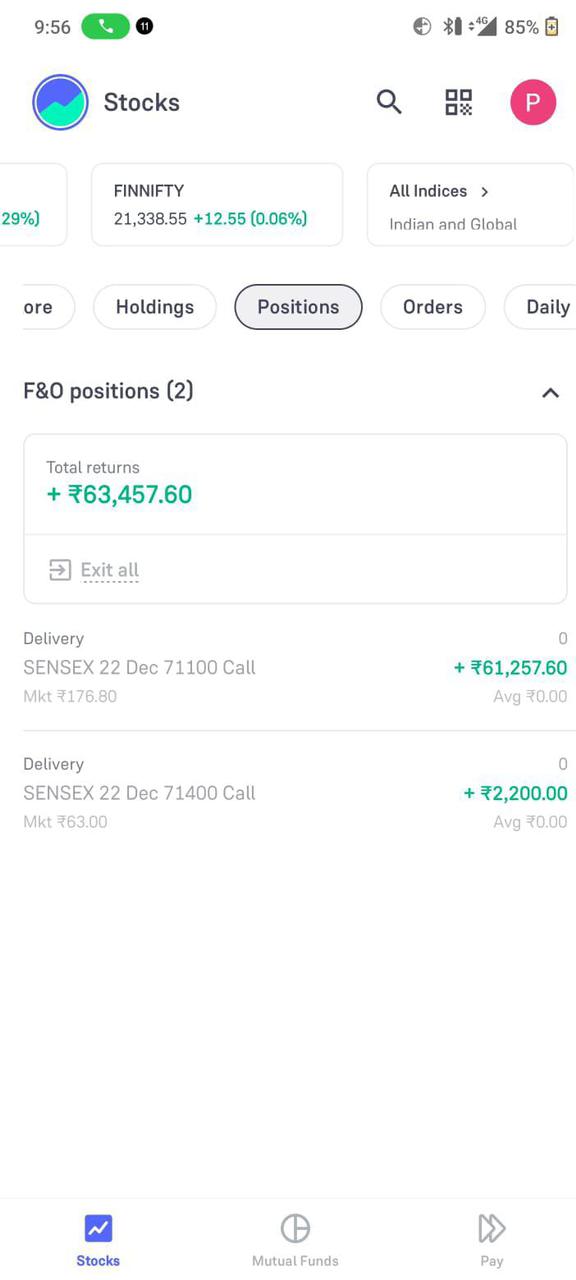 9:56 11 4G 85%
Stocks P
29%)
FINNIFTY
21,338.55 +12.55 (0.06%)
All Indices
Indian and Global
ore Holdings Positions Orders Daily
F&O positions (2)
Total returns
+ ₹63,457.60
Exit all
Delivery 0
SENSEX 22 Dec 71100 Call + ₹61,257.60
Mkt ₹176.80 Avg ₹0.00
Delivery 0
SENSEX 22 Dec 71400 Call + ₹2,200.00
Mkt ₹63.00 Avg ₹0.00
Stocks Mutual Funds Pay